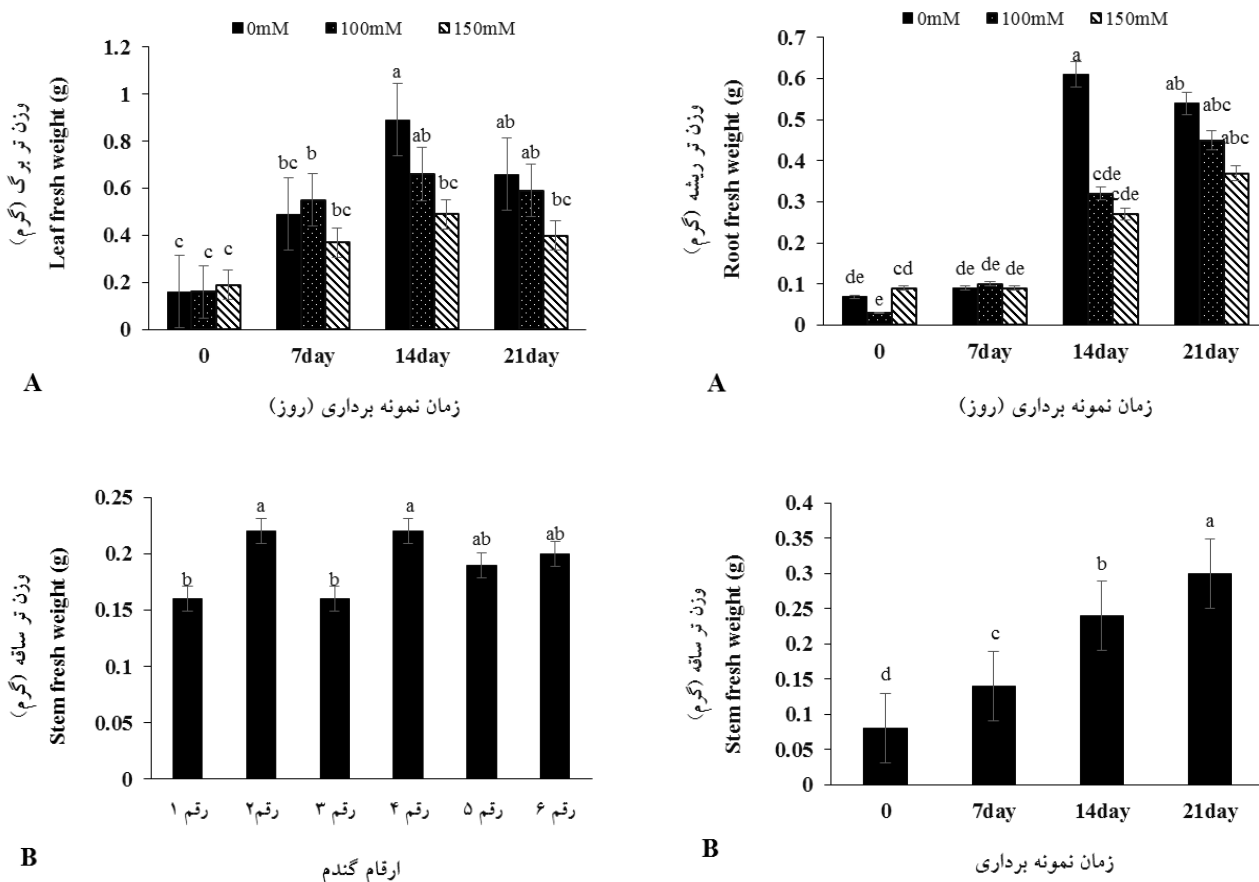 0mM 100mM 150mM
وزن تر برگ (گرم)
Leaf fresh weight (g)
1.2
1
0.8
0.6
0.4
0.2
0
c c c
bc b bc
a ab bc
ab ab bc
0 7day 14day 21day
A
زمان نمونه برداری (روز)
0mM 100mM 150mM
وزن تر ریشه (گرم)
Root fresh weight (g)
0.7
0.6
0.5
0.4
0.3
0.2
0.1
0
de e cd
de de de
a cde cde
ab abc abc
0 7day 14day 21day
A
زمان نمونه برداری (روز)
وزن تر ساقه (گرم)
Stem fresh weight (g)
0.25
0.2
0.15
0.1
0.05
0
b a b a ab ab
رقم ۱ رقم۲ رقم ۳ رقم ۴ رقم ۵ رقم ۶
B
ارقام گندم
وزن تر ساقه (گرم)
Stem fresh weight (g)
0.4
0.35
0.3
0.25
0.2
0.15
0.1
0.05
0
d c b a
0 7day 14day 21day
B
زمان نمونه برداری